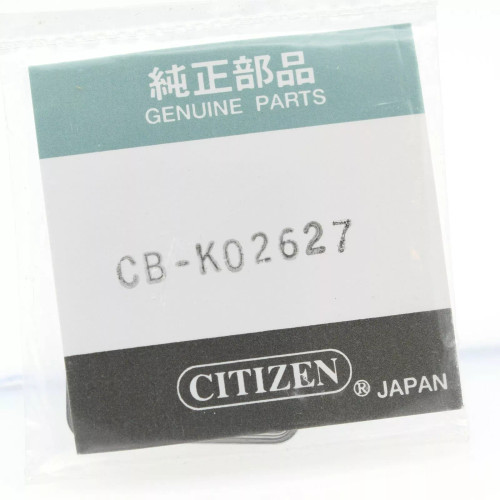 純正部品
GENUINE PARTS
CB-K02627
CITIZEN ® JAPAN